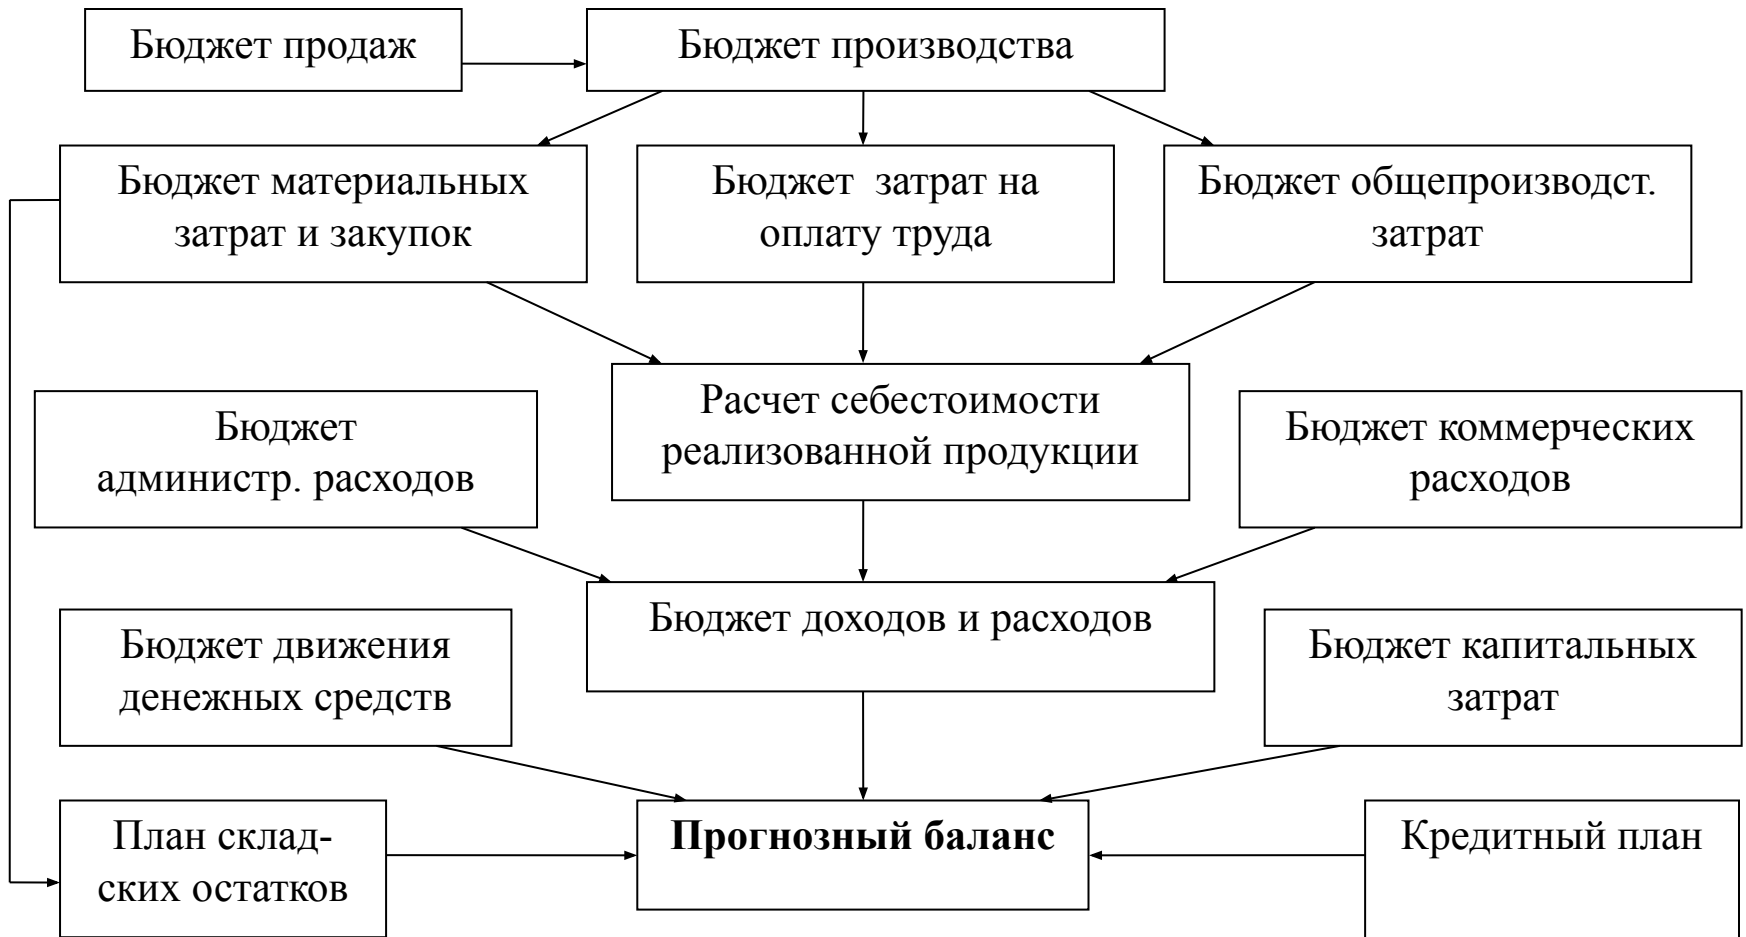 Бюджет продаж
Бюджет производства
Бюджет материальных
затрат и закупок
Бюджет затрат на
оплату труда
Бюджет общепроизводст.
затрат
Расчет себестоимости
реализованной продукции
Бюджет
администр. расходов
Бюджет коммерческих
расходов
Бюджет доходов и расходов
Бюджет движения
денежных средств
Бюджет капитальных
затрат
План склад-
ских остатков
Прогнозный баланс
Кредитный план